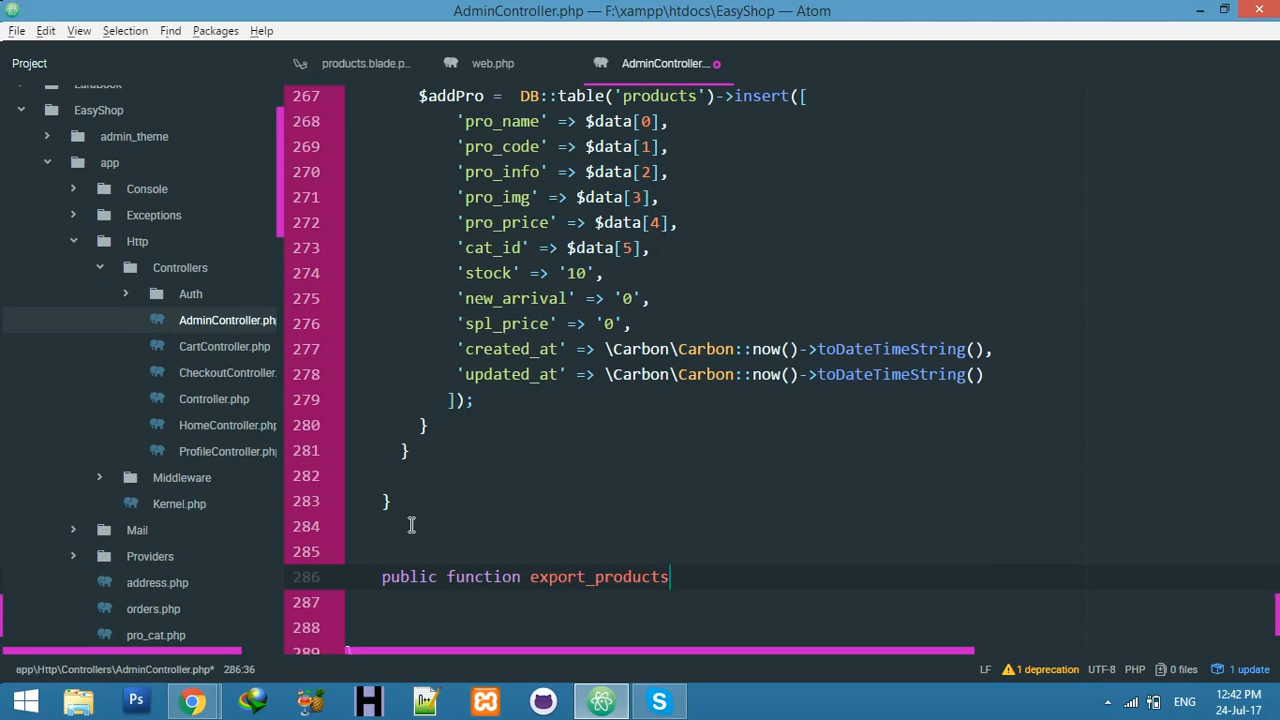 AdminController.php — F:\xampp\htdocs\EasyShop — Atom
File Edit View Selection Find Packages Help
Project
products.blade.p...
web.php
AdminController....
EasyShop
admin_theme
app
Console
Exceptions
Http
Controllers
Auth
AdminController.ph
CartController.php
CheckoutController.
Controller.php
HomeController.php
ProfileController.php
Middleware
Kernel.php
Mail
Providers
address.php
orders.php
pro_cat.php
267 $addPro = DB::table('products')->insert([
268 'pro_name' => $data[0],
269 'pro_code' => $data[1],
270 'pro_info' => $data[2],
271 'pro_img' => $data[3],
272 'pro_price' => $data[4],
273 'cat_id' => $data[5],
274 'stock' => '10',
275 'new_arrival' => '0',
276 'spl_price' => '0',
277 'created_at' => \Carbon\Carbon::now()->toDateTimeString(),
278 'updated_at' => \Carbon\Carbon::now()->toDateTimeString()
279 ]);
280 }
281 }
282
283 }
284
285
286 public function export_products
287
288
289 }
app\Http\Controllers\AdminController.php* 286:36
LF 1 deprecation UTF-8 PHP 0 files 1 update
Ps
H
S
ENG
12:42 PM
24-Jul-17